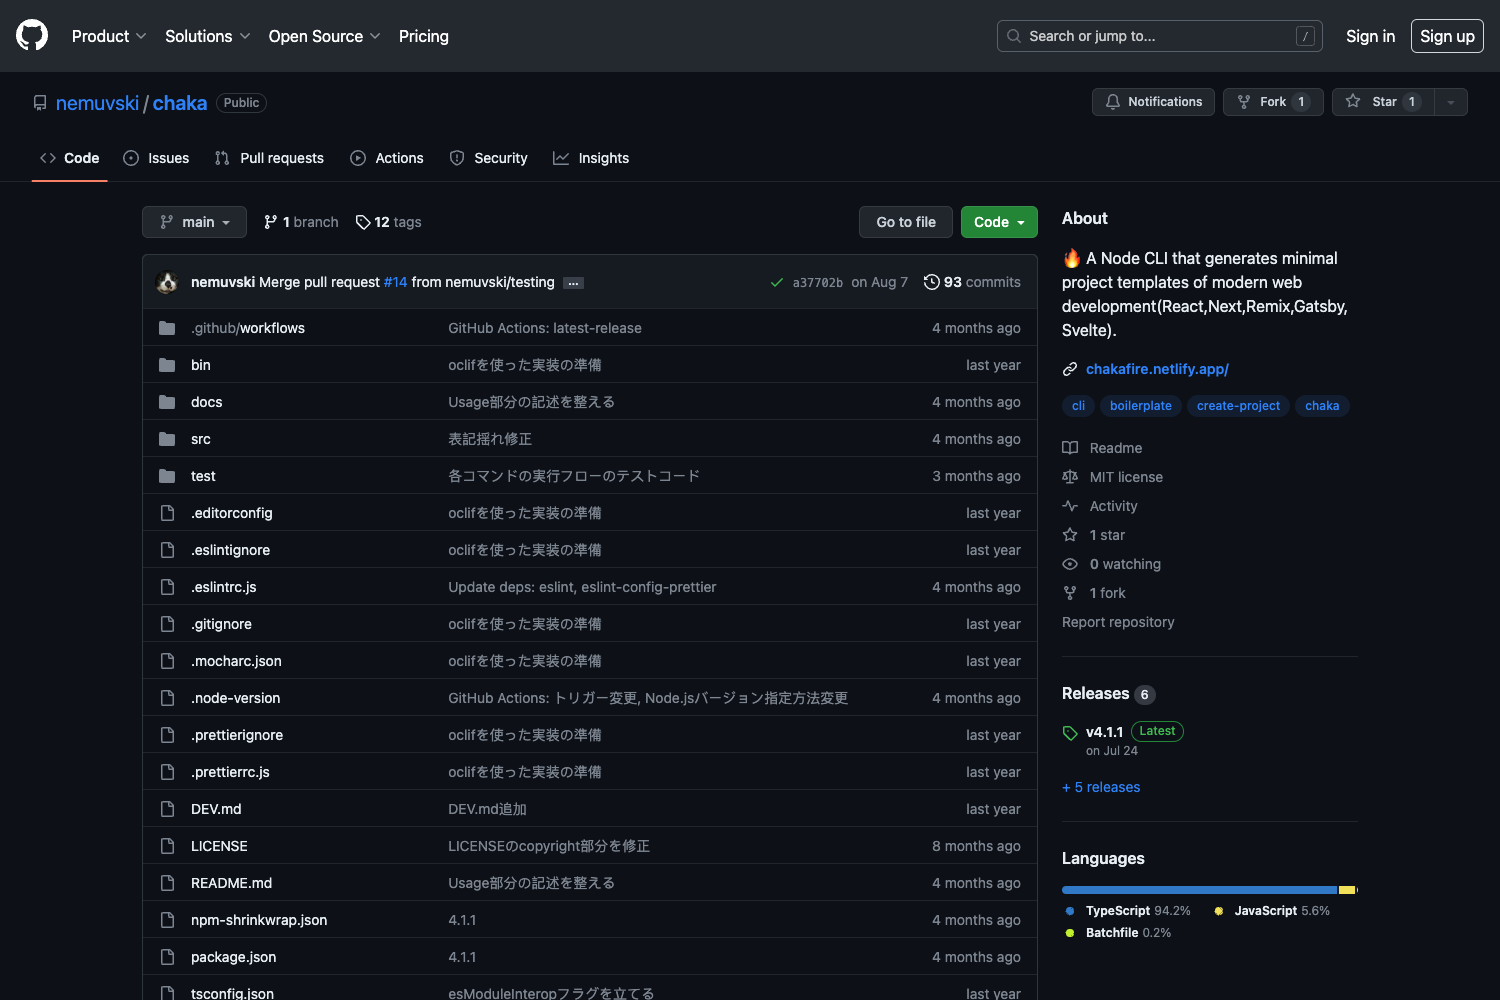 Product Solutions Open Source Pricing Search or jump to... / Sign in Sign up
nemuvski / chaka Public Notifications Fork 1 Star 1
Code Issues Pull requests Actions Security Insights
main 1 branch 12 tags Go to file Code
nemuvski Merge pull request #14 from nemuvski/testing ... a37702b on Aug 7 93 commits
.github/workflows GitHub Actions: latest-release 4 months ago
bin oclifを使った実装の準備 last year
docs Usage部分の記述を整える 4 months ago
src 表記揺れ修正 4 months ago
test 各コマンドの実行フローのテストコード 3 months ago
.editorconfig oclifを使った実装の準備 last year
.eslintignore oclifを使った実装の準備 last year
.eslintrc.js Update deps: eslint, eslint-config-prettier 4 months ago
.gitignore oclifを使った実装の準備 last year
.mocharc.json oclifを使った実装の準備 last year
.node-version GitHub Actions: トリガー変更, Node.jsバージョン指定方法変更 4 months ago
.prettierignore oclifを使った実装の準備 last year
.prettierrc.js oclifを使った実装の準備 last year
DEV.md DEV.md追加 last year
LICENSE LICENSEのcopyright部分を修正 8 months ago
README.md Usage部分の記述を整える 4 months ago
npm-shrinkwrap.json 4.1.1 4 months ago
package.json 4.1.1 4 months ago
tsconfig.json esModuleInteropフラグを立てる last year
About
🔥 A Node CLI that generates minimal
project templates of modern web
development(React,Next,Remix,Gatsby,
Svelte).
chakafire.netlify.app/
cli boilerplate create-project chaka
Readme
MIT license
Activity
1 star
0 watching
1 fork
Report repository
Releases 6
v4.1.1 Latest
on Jul 24
+ 5 releases
Languages
TypeScript 94.2% JavaScript 5.6%
Batchfile 0.2%